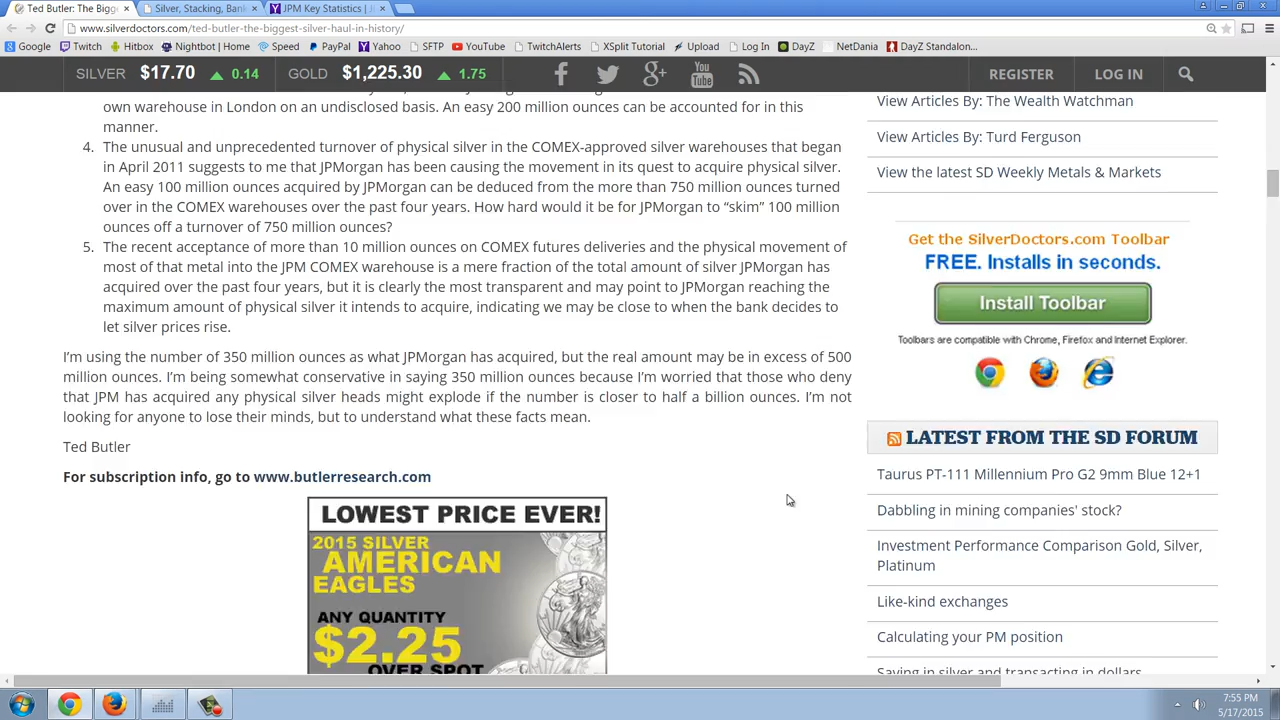 Ted Butler: The Bigg
Silver, Stacking, Bank
JPM Key Statistics | J
www.silverdoctors.com/ted-butler-the-biggest-silver-haul-in-history/
Google
Twitch
Hitbox
Nightbot | Home
Speed
PayPal
Yahoo
SFTP
YouTube
TwitchAlerts
XSplit Tutorial
Upload
Log In
DayZ
NetDania
DayZ Standalon...
SILVER $17.70 0.14 GOLD $1,225.30 1.75
REGISTER
LOG IN
own warehouse in London on an undisclosed basis. An easy 200 million ounces can be accounted for in this
manner.
4. The unusual and unprecedented turnover of physical silver in the COMEX-approved silver warehouses that began
in April 2011 suggests to me that JPMorgan has been causing the movement in its quest to acquire physical silver.
An easy 100 million ounces acquired by JPMorgan can be deduced from the more than 750 million ounces turned
over in the COMEX warehouses over the past four years. How hard would it be for JPMorgan to “skim” 100 million
ounces off a turnover of 750 million ounces?
5. The recent acceptance of more than 10 million ounces on COMEX futures deliveries and the physical movement of
most of that metal into the JPM COMEX warehouse is a mere fraction of the total amount of silver JPMorgan has
acquired over the past four years, but it is clearly the most transparent and may point to JPMorgan reaching the
maximum amount of physical silver it intends to acquire, indicating we may be close to when the bank decides to
let silver prices rise.
I’m using the number of 350 million ounces as what JPMorgan has acquired, but the real amount may be in excess of 500
million ounces. I’m being somewhat conservative in saying 350 million ounces because I’m worried that those who deny
that JPM has acquired any physical silver heads might explode if the number is closer to half a billion ounces. I’m not
looking for anyone to lose their minds, but to understand what these facts mean.
Ted Butler
For subscription info, go to www.butlerresearch.com
LOWEST PRICE EVER!
2015 SILVER
AMERICAN
EAGLES
ANY QUANTITY
$2.25
OVER SPOT
View Articles By: The Wealth Watchman
View Articles By: Turd Ferguson
View the latest SD Weekly Metals & Markets
Get the SilverDoctors.com Toolbar
FREE. Installs in seconds.
Install Toolbar
Toolbars are compatible with Chrome, Firefox and Internet Explorer.
LATEST FROM THE SD FORUM
Taurus PT-111 Millennium Pro G2 9mm Blue 12+1
Dabbling in mining companies' stock?
Investment Performance Comparison Gold, Silver,
Platinum
Like-kind exchanges
Calculating your PM position
Saving in silver and transacting in dollars
7:55 PM
5/17/2015